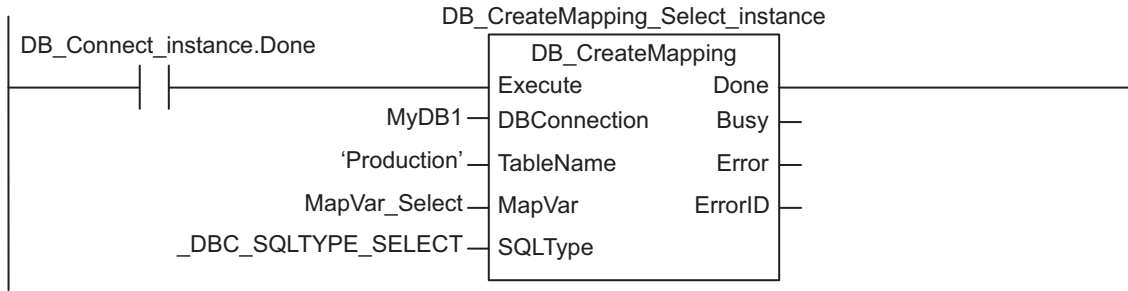 DB_CreateMapping_Select_instance
DB_Connect_instance.Done
DB_CreateMapping
Execute Done
MyDB1 DBConnection Busy
‘Production’ TableName Error
MapVar_Select MapVar ErrorID
_DBC_SQLTYPE_SELECT SQLType